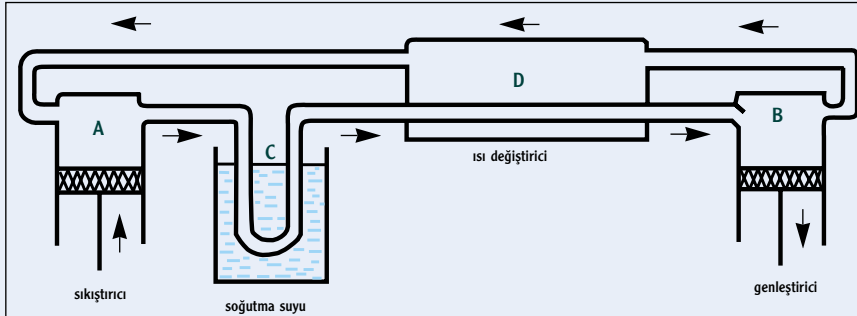 D
A
B
C
ısı değiştirici
sıkıştırıcı
soğutma suyu
genleştirici